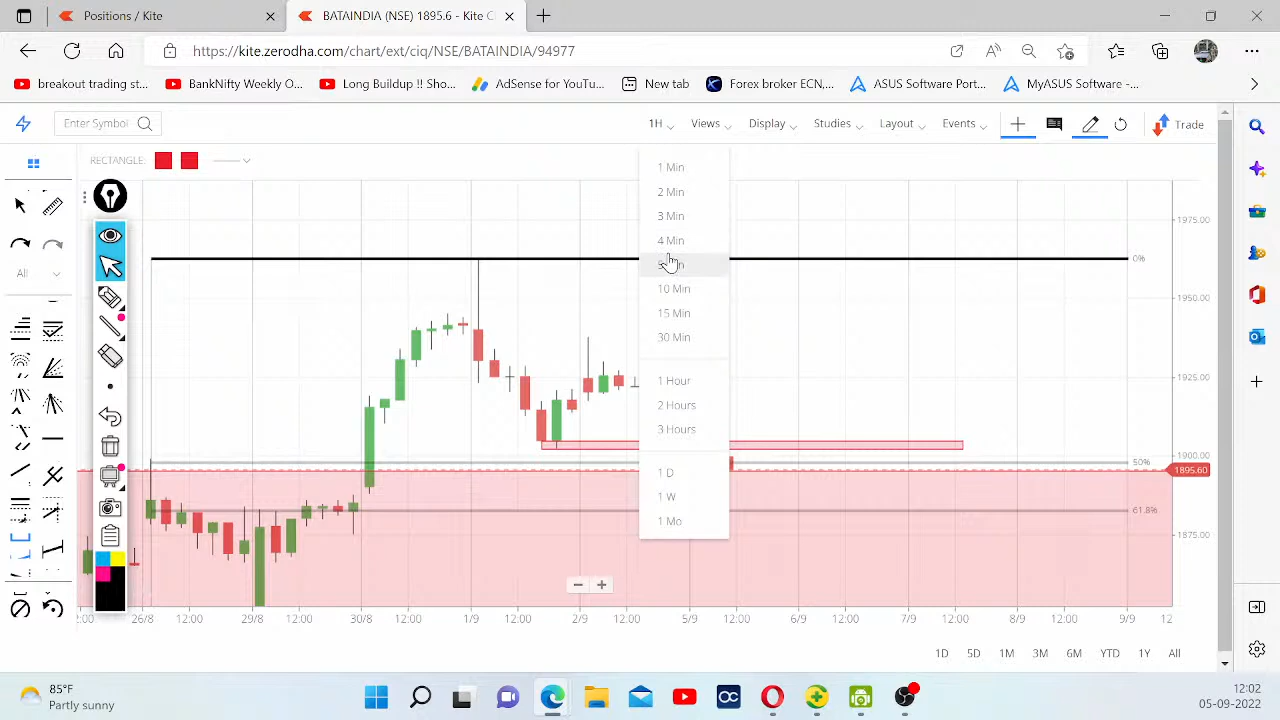 Positions / Kite
BATAINDIA (NSE) 1895.6 - Kite C
https://kite.zerodha.com/chart/ext/ciq/NSE/BATAINDIA/94977
breakout trading st...
BankNifty Weekly O...
Long Buildup !! Sho...
AdSense for YouTu...
New tab
Forex broker ECN,...
ASUS Software Port...
MyASUS Software -...
Enter Symbol
1H
Views
Display
Studies
Layout
Events
Trade
RECTANGLE:
All
1 Min
2 Min
3 Min
4 Min
10 Min
15 Min
30 Min
1 Hour
2 Hours
3 Hours
1 D
1 W
1 Mo
0%
50%
61.8%
1975.00
1950.00
1925.00
1900.00
1895.60
1875.00
:00
26/8
12:00
29/8
12:00
30/8
12:00
1/9
12:00
2/9
12:00
5/9
12:00
6/9
12:00
7/9
12:00
8/9
12:00
9/9
12
1D
5D
1M
3M
6M
YTD
1Y
All
85°F
Partly sunny
OC
12:02
05-09-2022